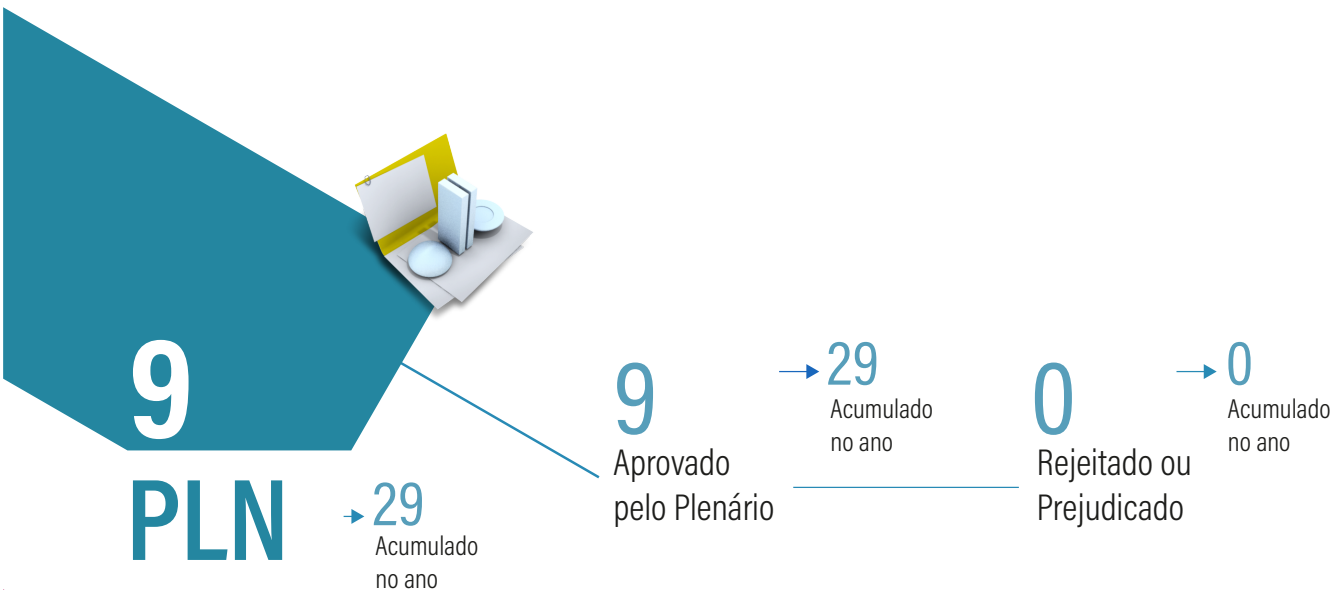 9
PLN
29
Acumulado
no ano
9
Aprovado
pelo Plenário
29
Acumulado
no ano
0
Rejeitado ou
Prejudicado
0
Acumulado
no ano